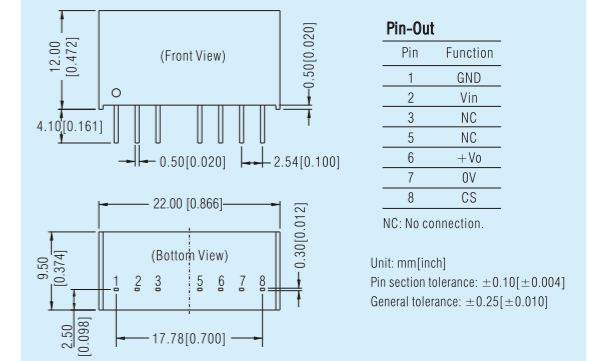 (Front View)
12.00
[0.472]
0.50[0.020]
4.10[0.161]
0.50[0.020]
2.54[0.100]
22.00 [0.866]
(Bottom View)
0.30[0.012]
9.50
[0.374]
1 2 3 5 6 7 8
2.50
[0.098]
17.78[0.700]
Pin-Out
Pin Function
1 GND
2 Vin
3 NC
5 NC
6 +Vo
7 0V
8 CS
NC: No connection.
Unit: mm[inch]
Pin section tolerance: ±0.10[±0.004]
General tolerance: ±0.25[±0.010]